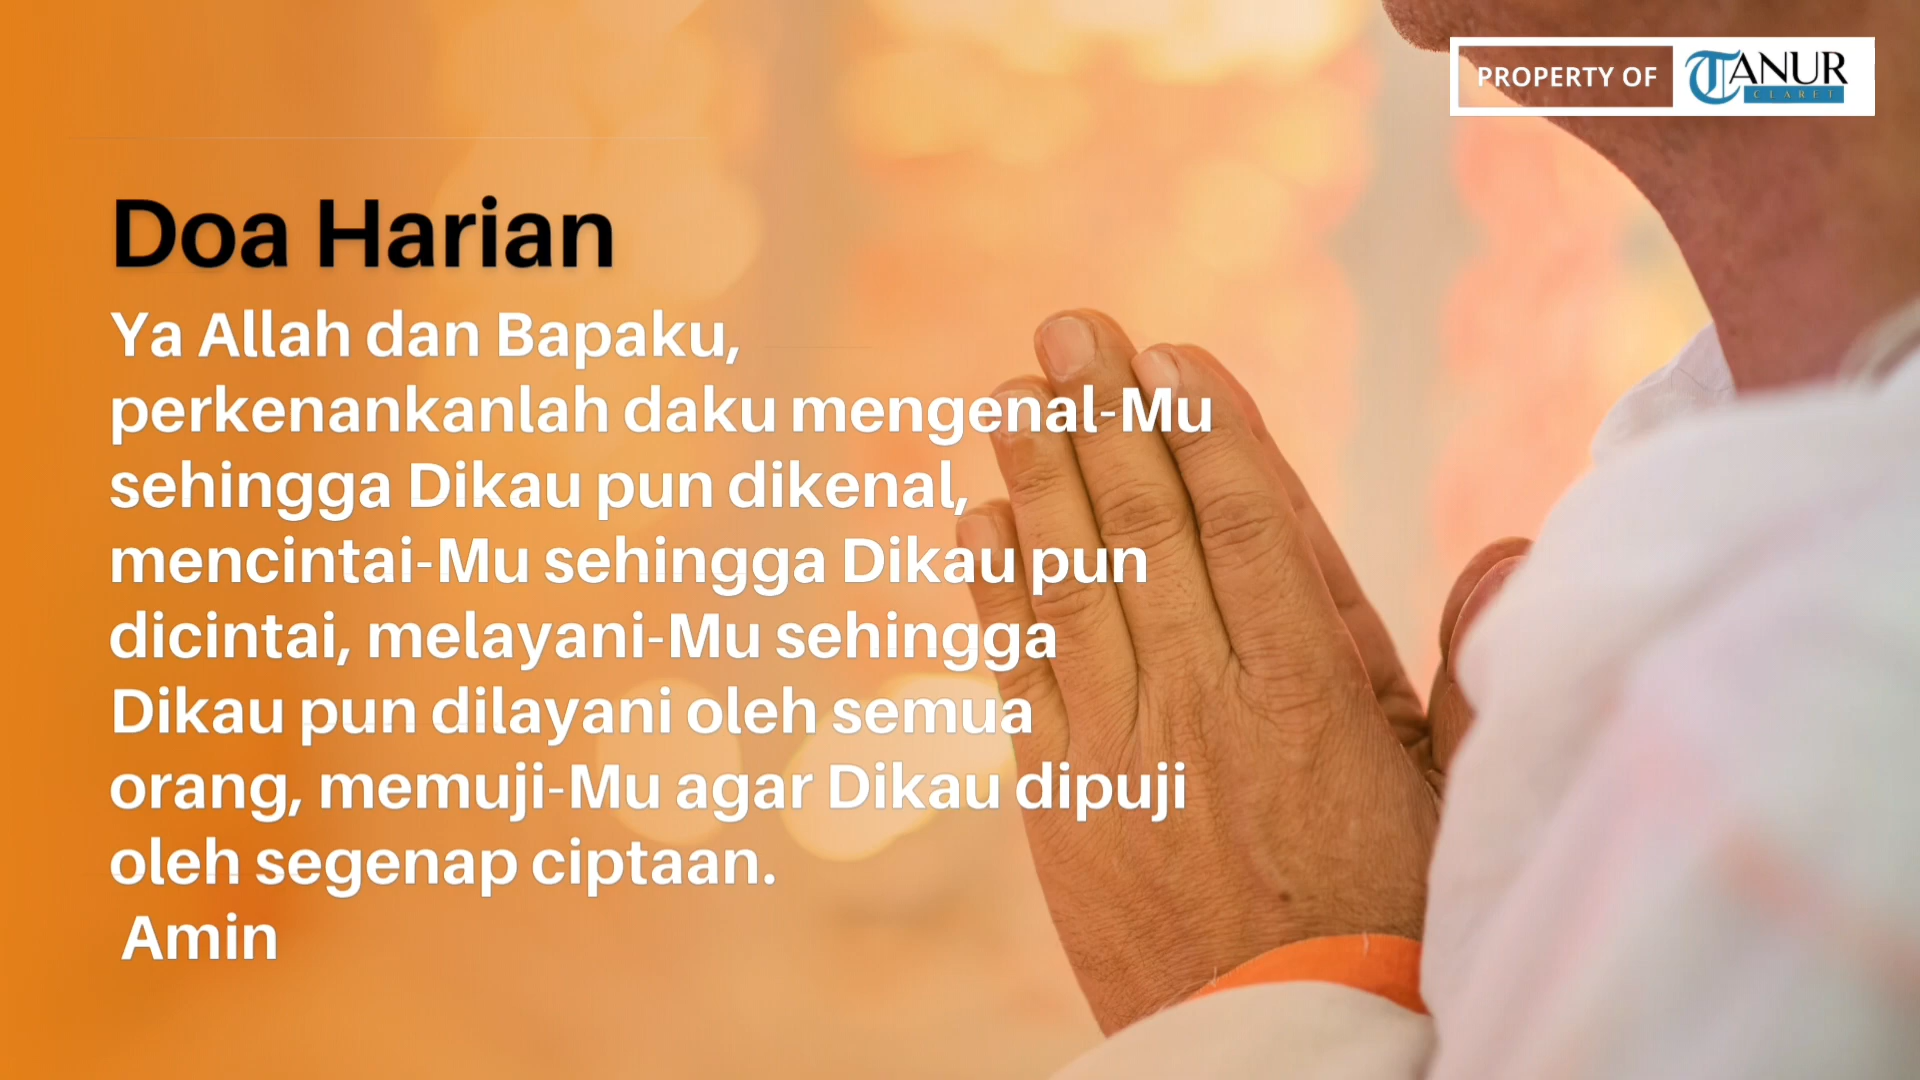 PROPERTY OF
TANUR
CLARET
Doa Harian
Ya Allah dan Bapaku,
perkenankanlah daku mengenal-Mu
sehingga Dikau pun dikenal,
mencintai-Mu sehingga Dikau pun
dicintai, melayani-Mu sehingga
Dikau pun dilayani oleh semua
orang, memuji-Mu agar Dikau dipuji
oleh segenap ciptaan.
Amin